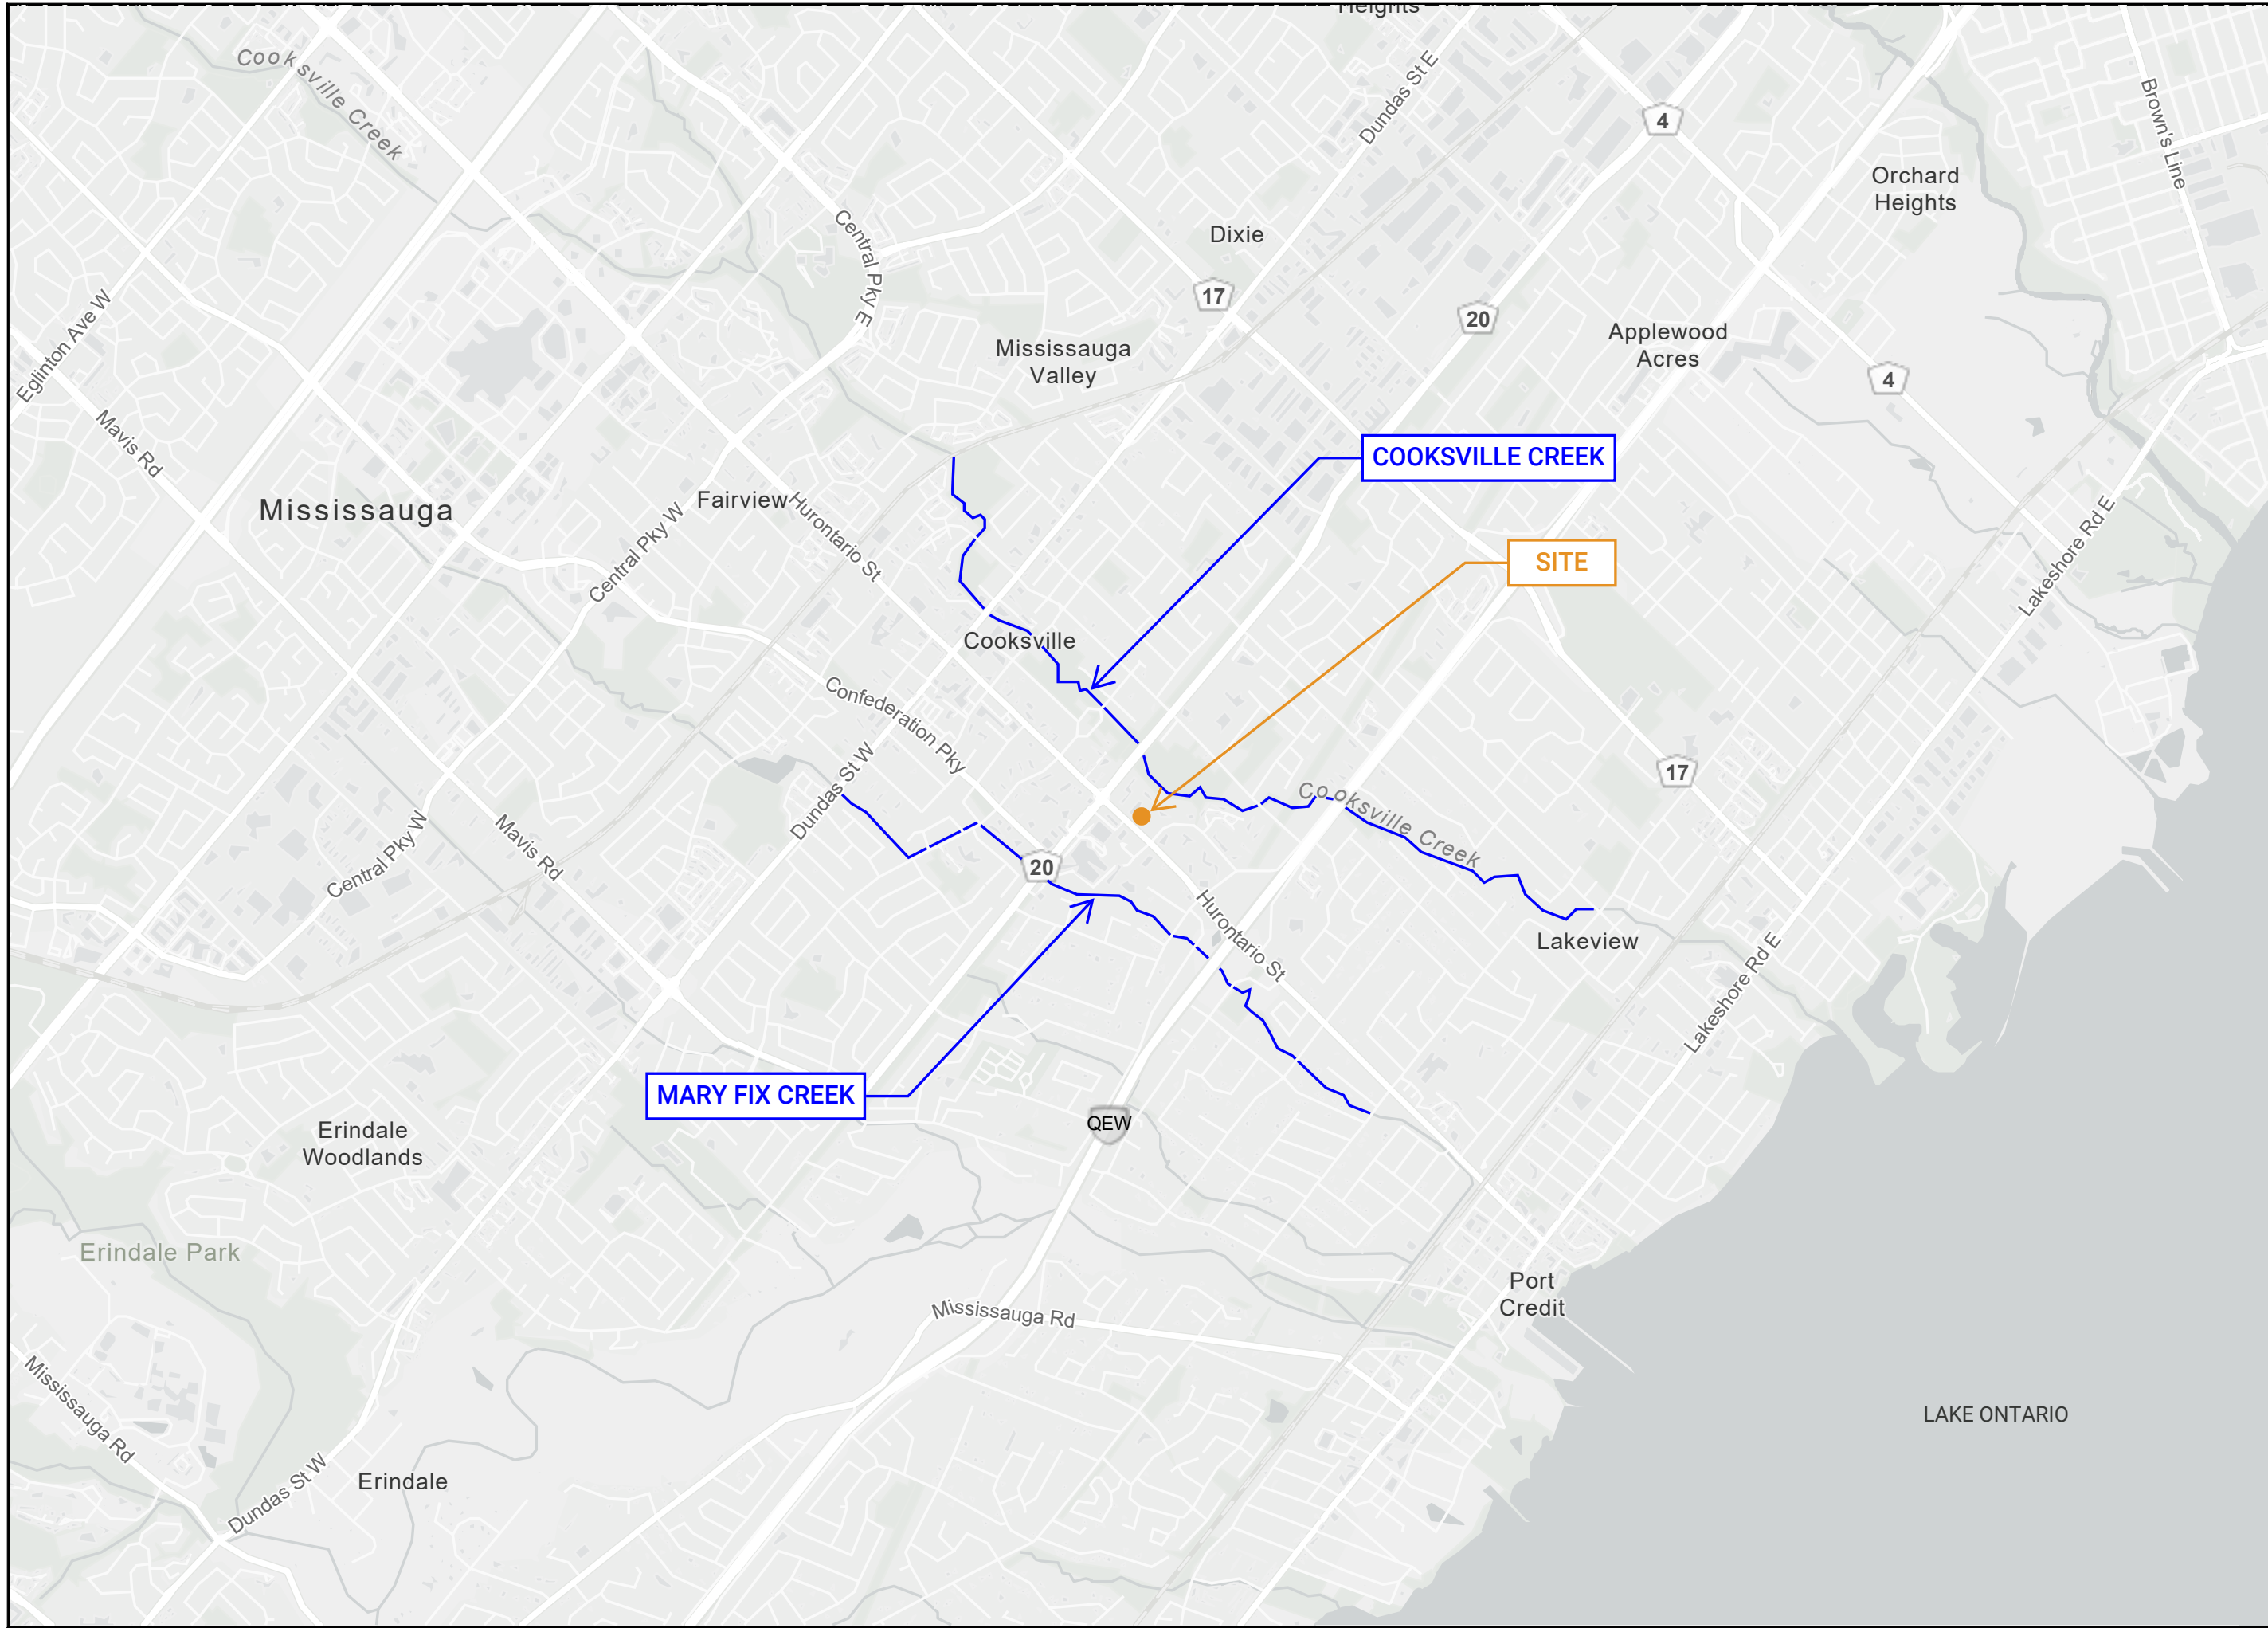 Heights
Cooksville Creek
Dundas St E
4
Brown's Line
Orchard
Heights
Central Pky E
Dixie
17
20
Eglinton Ave W
Mississauga
Valley
Applewood
Acres
4
Mavis Rd
COOKSVILLE CREEK
Mississauga
Fairview
Hurontario St
Central Pky W
SITE
Lakeshore Rd E
Cooksville
Confederation Pky
Dundas St W
17
Cooksville Creek
Central Pky W
Mavis Rd
20
Hurontario St
Lakeview
Lakeshore Rd E
MARY FIX CREEK
QEW
Erindale
Woodlands
Erindale Park
Port
Credit
Mississauga Rd
Mississauga Rd
LAKE ONTARIO
Dundas St W
Erindale